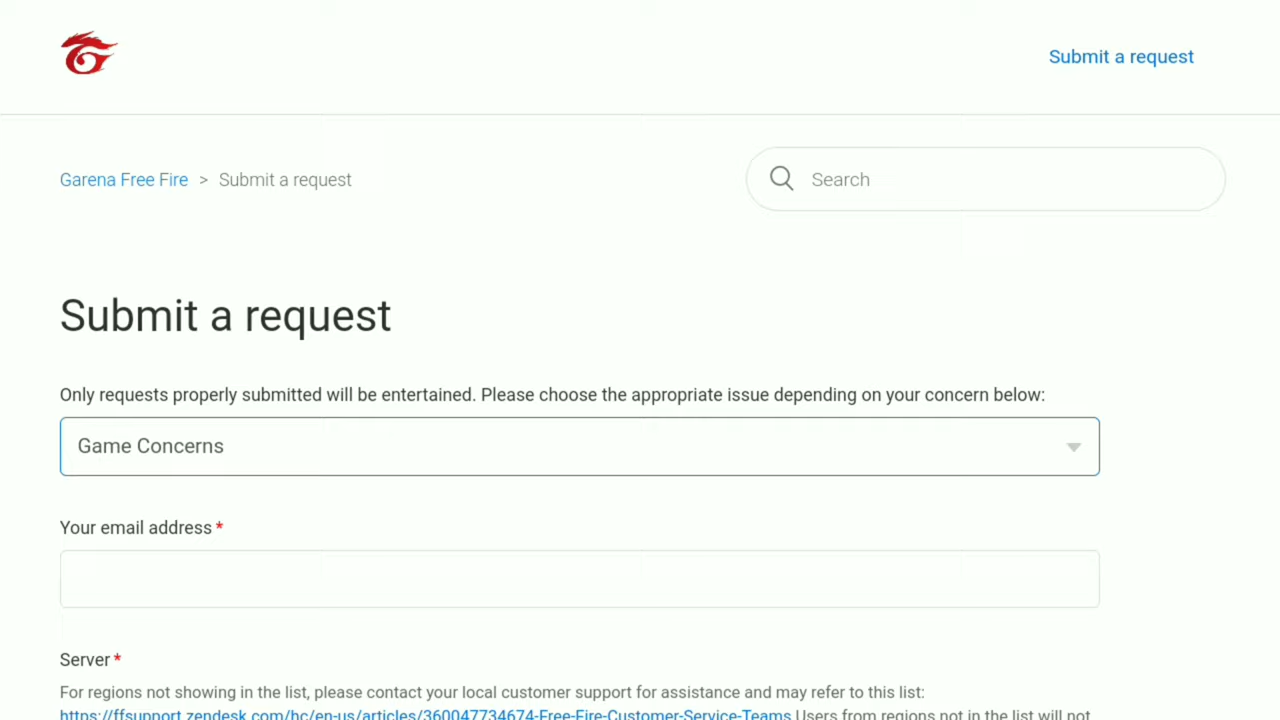 Submit a request
Garena Free Fire > Submit a request
Search
Submit a request
Only requests properly submitted will be entertained. Please choose the appropriate issue depending on your concern below:
Game Concerns
Your email address *
Server *
For regions not showing in the list, please contact your local customer support for assistance and may refer to this list:
https://ffsupport.zendesk.com/hc/en-us/articles/360047734674-Free-Fire-Customer-Service-Teams Users from regions not in the list will not